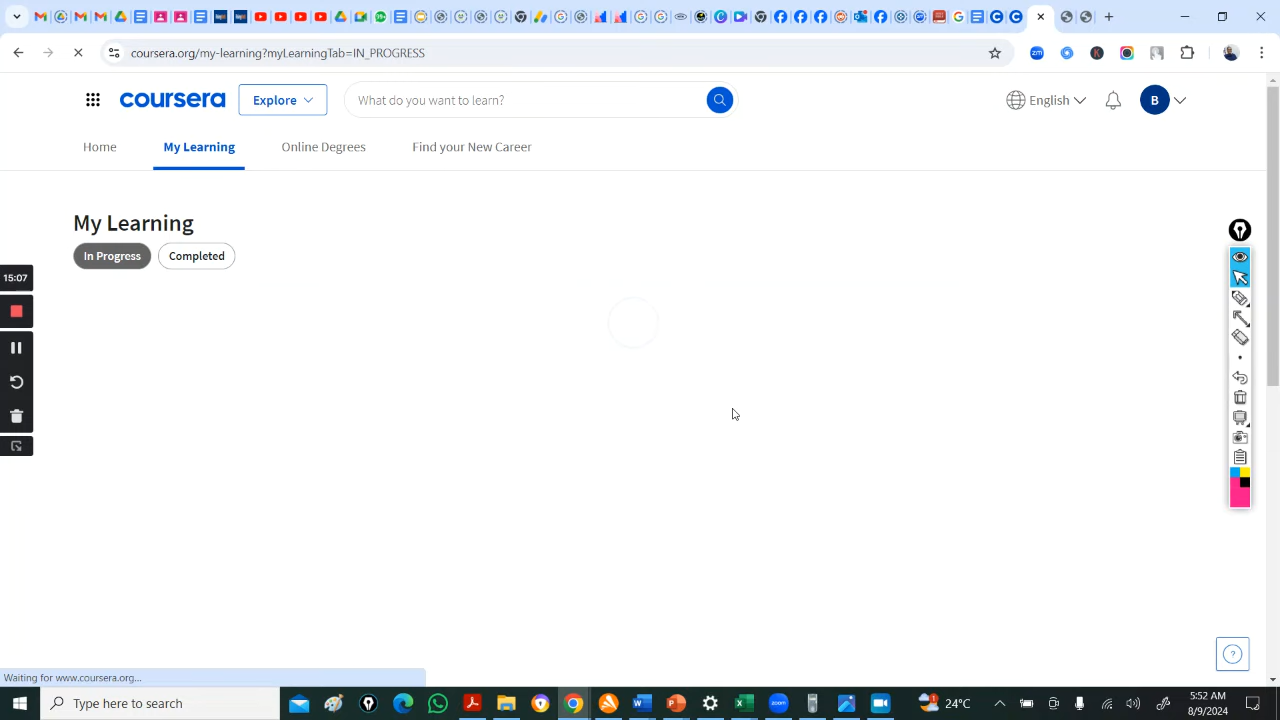 coursera.org/my-learning?myLearningTab=IN_PROGRESS
coursera
Explore
What do you want to learn?
English
B
Home
My Learning
Online Degrees
Find your New Career
My Learning
In Progress
Completed
15:07
?
Waiting for www.coursera.org...
Type here to search
24°C
5:52 AM
8/9/2024